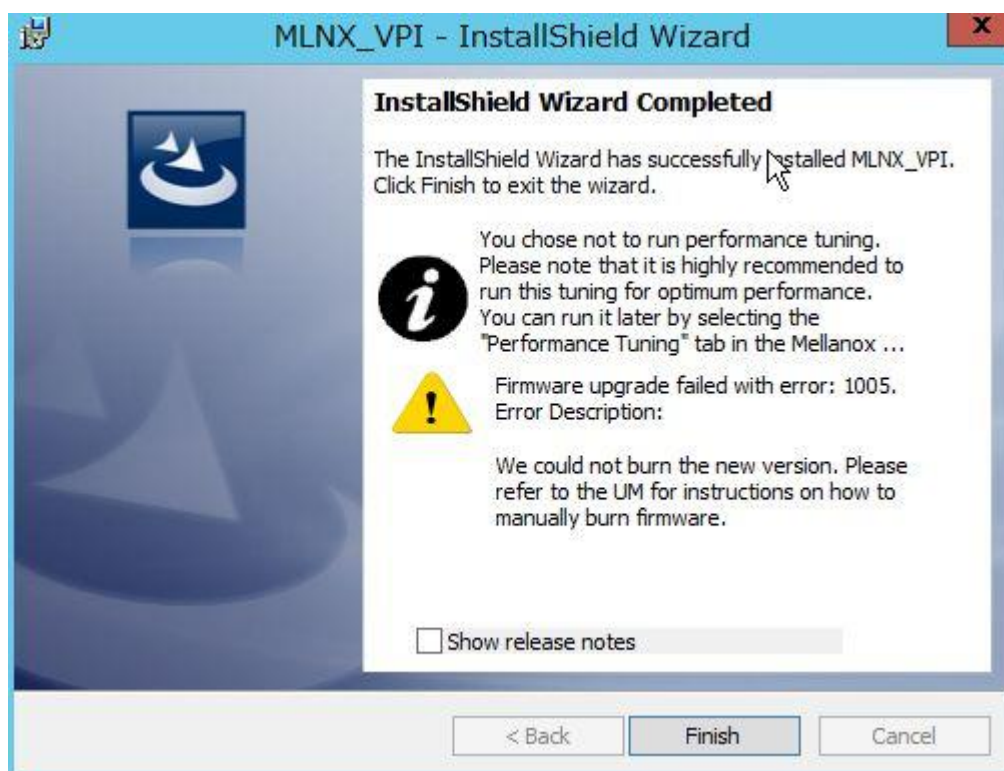 MLNX_VPI - InstallShield Wizard
x
InstallShield Wizard Completed
The InstallShield Wizard has successfully installed MLNX_VPI.
Click Finish to exit the wizard.
You chose not to run performance tuning.
Please note that it is highly recommended to
run this tuning for optimum performance.
You can run it later by selecting the
"Performance Tuning" tab in the Mellanox ...
Firmware upgrade failed with error: 1005.
Error Description:
We could not burn the new version. Please
refer to the UM for instructions on how to
manually burn firmware.
Show release notes
< Back
Finish
Cancel